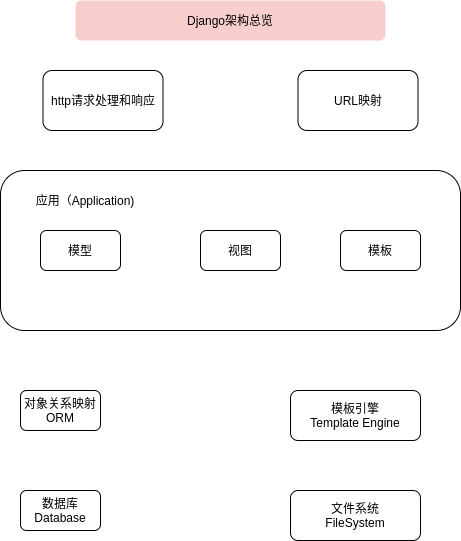 Django架构总览
http请求处理和响应
URL映射
应用（Application)
模型
视图
模板
对象关系映射
ORM
模板引擎
Template Engine
数据库
Database
文件系统
FileSystem